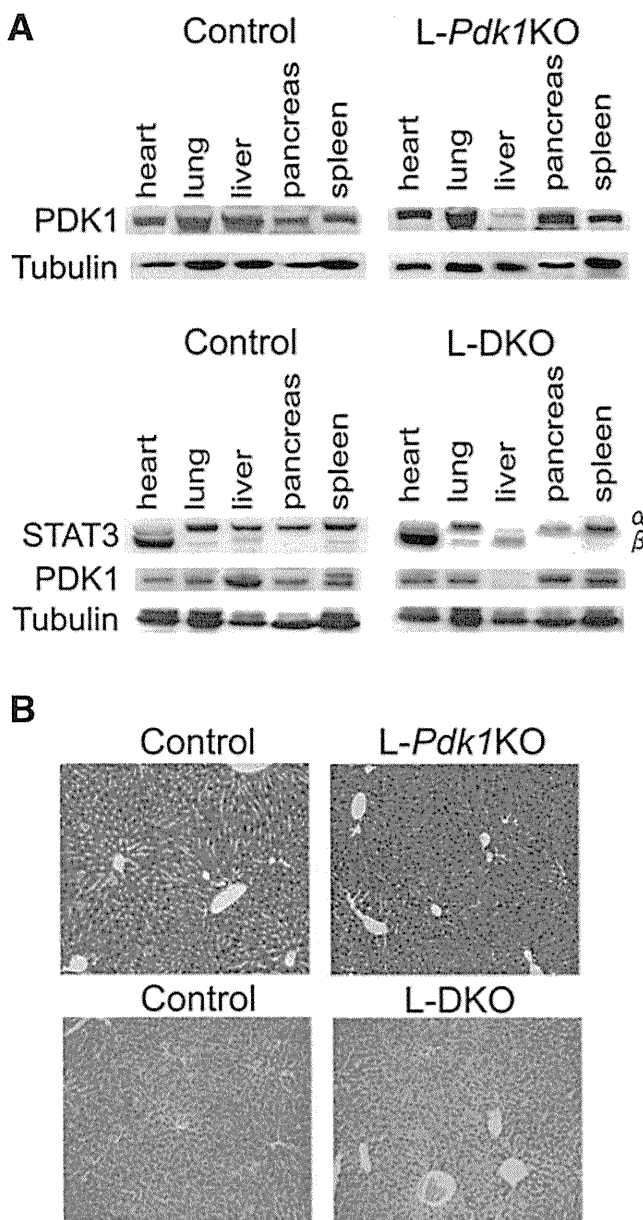 A
Control L-Pdk1KO
heart lung liver pancreas spleen heart lung liver pancreas spleen
PDK1
Tubulin
Control L-DKO
heart lung liver pancreas spleen heart lung liver pancreas spleen
STAT3 α
β
PDK1
Tubulin
B
Control L-Pdk1KO
Control L-DKO